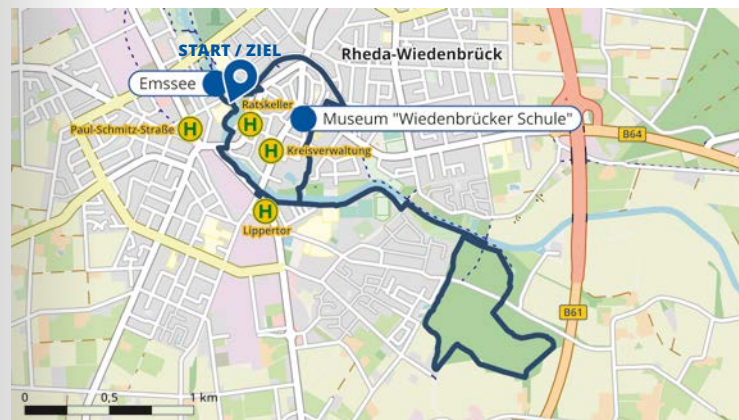 START / ZIEL
Rheda-Wiedenbrück
Emssee
Ratskeller
Museum "Wiedenbrücker Schule"
Paul-Schmitz-Straße
H
H
B64
H
Kreisverwaltung
H
Lippertor
B61
0 0,5 1 km